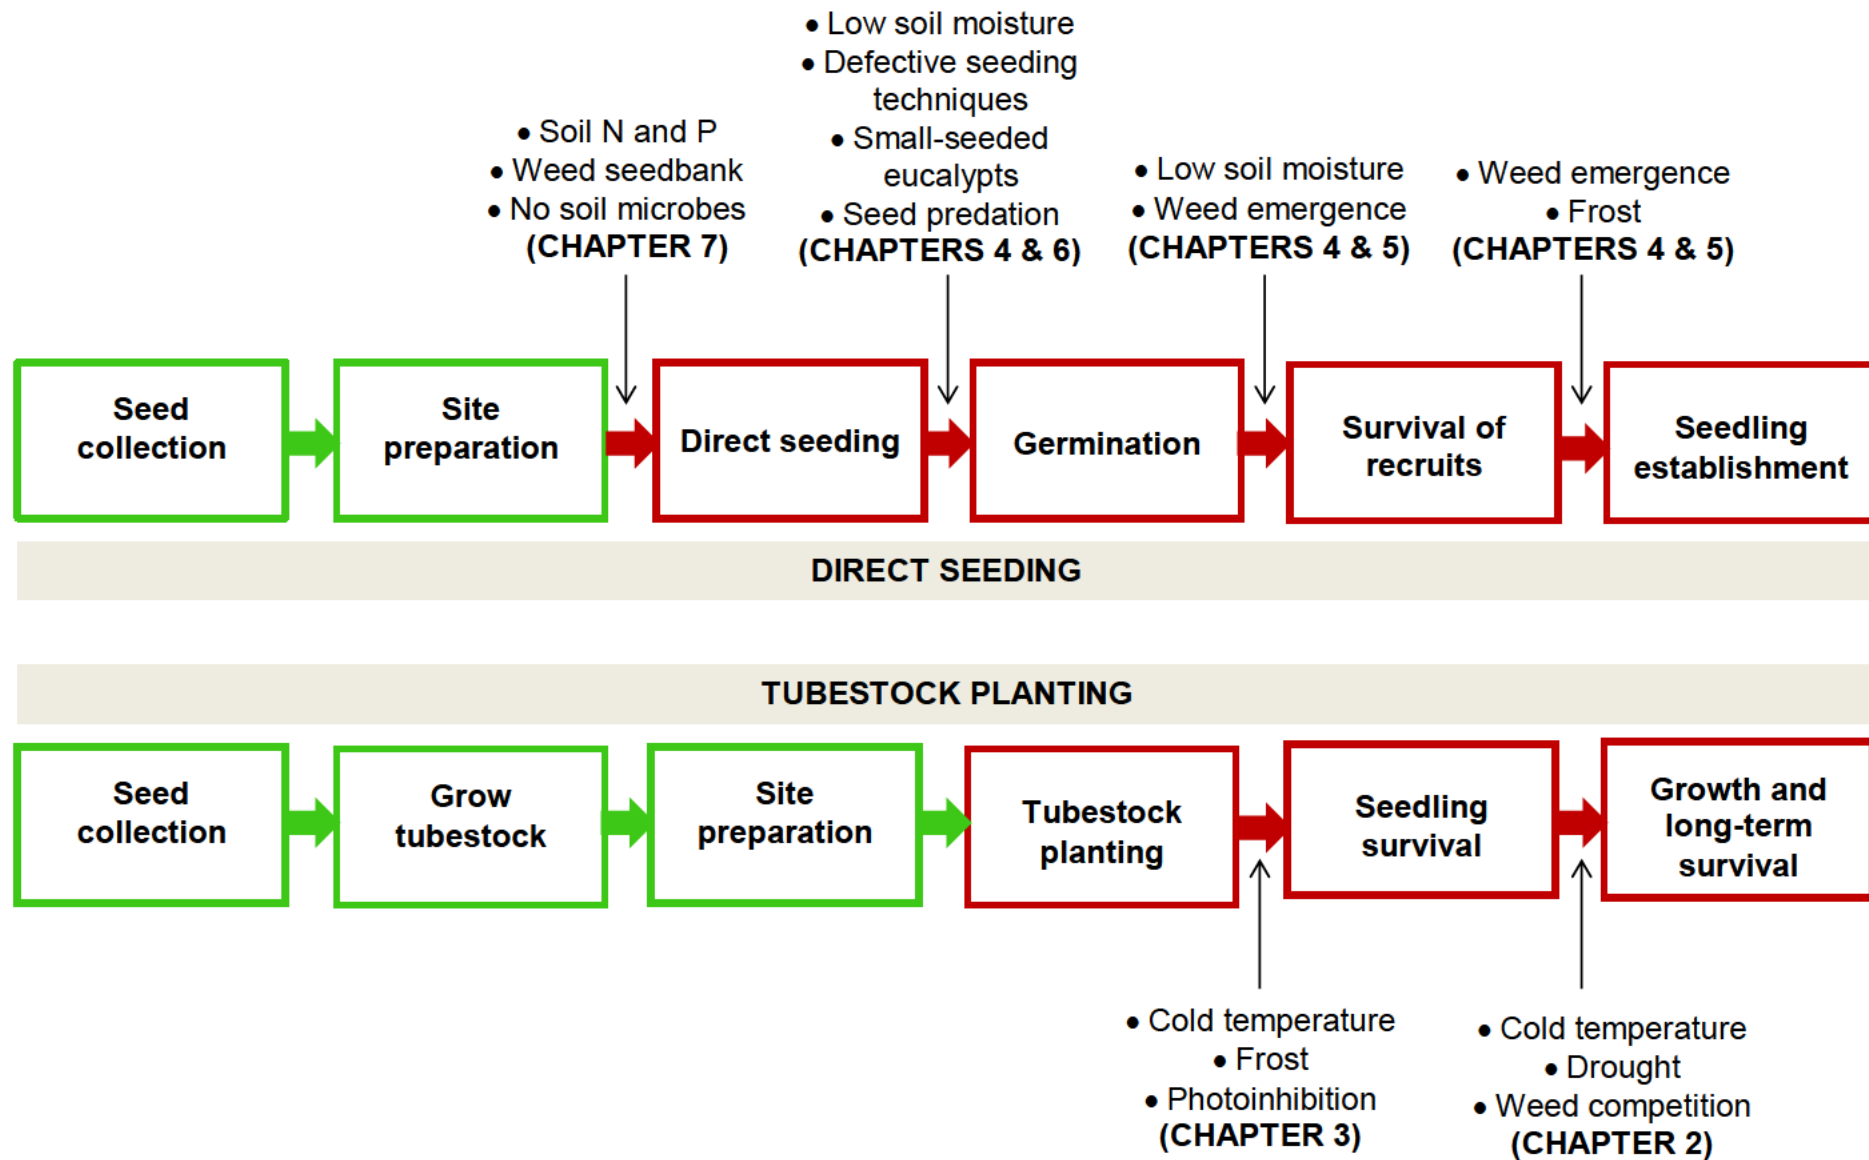 • Soil N and P
• Weed seedbank
• No soil microbes
(CHAPTER 7)
• Low soil moisture
• Defective seeding
techniques
• Small-seeded
eucalypts
• Seed predation
(CHAPTERS 4 & 6)
• Low soil moisture
• Weed emergence
(CHAPTERS 4 & 5)
• Weed emergence
• Frost
(CHAPTERS 4 & 5)
Seed
collection
Site
preparation
Direct seeding
Germination
Survival of
recruits
Seedling
establishment
DIRECT SEEDING
TUBESTOCK PLANTING
Seed
collection
Grow
tubestock
Site
preparation
Tubestock
planting
Seedling
survival
Growth and
long-term
survival
• Cold temperature
• Frost
• Photoinhibition
(CHAPTER 3)
• Cold temperature
• Drought
• Weed competition
(CHAPTER 2)